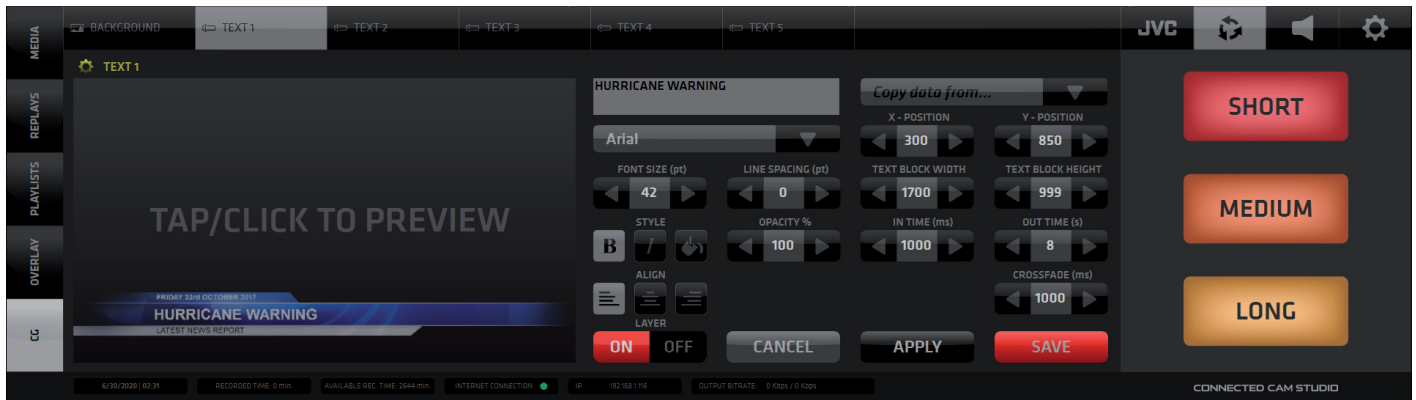 MEDIA
REPLAYS
PLAYLISTS
OVERLAY
CG
BACKGROUND
TEXT 1
TEXT 2
TEXT 3
TEXT 4
TEXT 5
JVC
TEXT 1
TAP/CLICK TO PREVIEW
FRIDAY 23rd OCTOBER 2017
HURRICANE WARNING
LATEST NEWS REPORT
HURRICANE WARNING
Arial
FONT SIZE (pt)
42
LINE SPACING (pt)
0
STYLE
B I
OPACITY %
100
ALIGN
LAYER
ON OFF
CANCEL
Copy data from...
X - POSITION
300
Y - POSITION
850
TEXT BLOCK WIDTH
1700
TEXT BLOCK HEIGHT
999
IN TIME (ms)
1000
OUT TIME (s)
8
CROSSFADE (ms)
1000
APPLY
SAVE
SHORT
MEDIUM
LONG
6/30/2020 | 02:31
RECORDED TIME: 0 min.
AVAILABLE REC. TIME: 2644 min.
INTERNET CONNECTION
IP: 192.168.1.116
OUTPUT BITRATE: 0 Kbps / 0 Kbps
CONNECTED CAM STUDIO